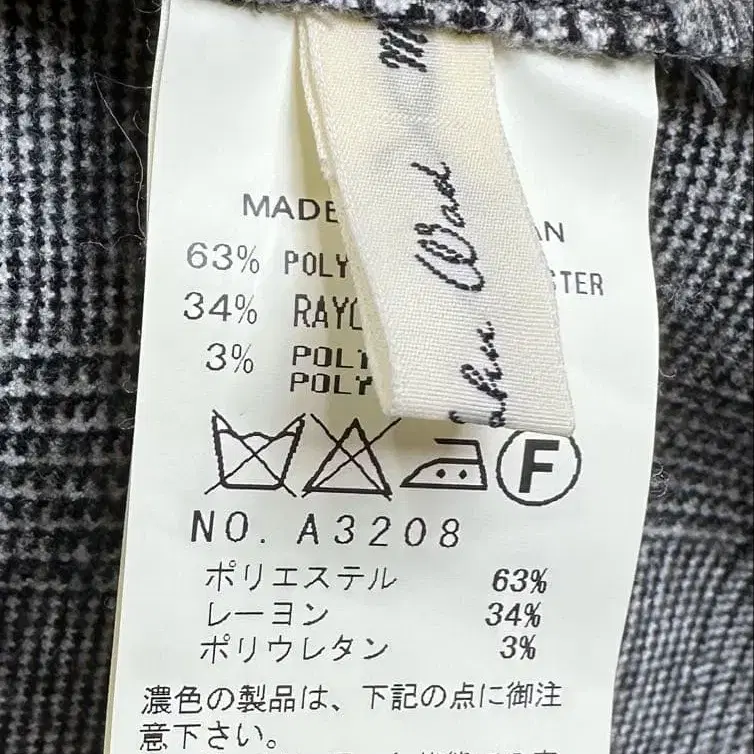 MADE
63% POLY STER
34% RAY
3% POLY
POLY
Wad
F
NO. A3208
ポリエステル 63%
レーヨン 34%
ポリウレタン 3%
濃色の製品は、下記の点に御注
意下さい。